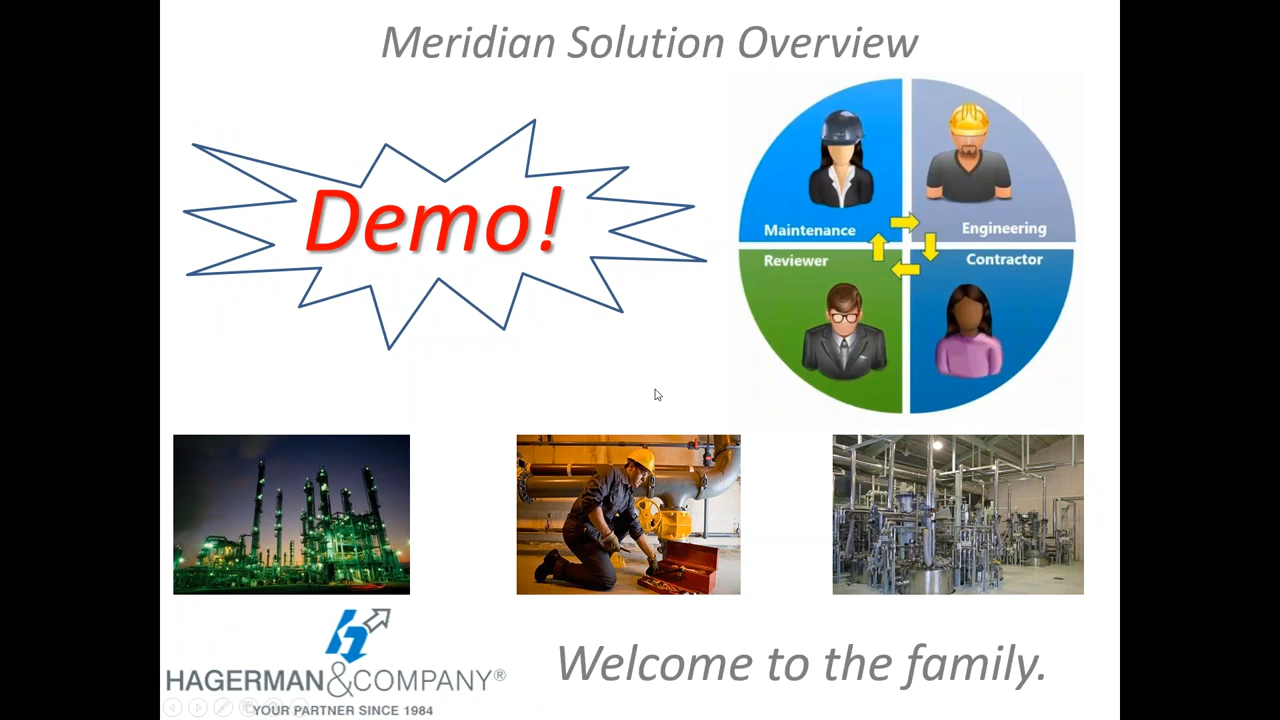 Meridian Solution Overview
Demo!
Maintenance
Engineering
Reviewer
Contractor
HAGERMAN&COMPANY®
YOUR PARTNER SINCE 1984
Welcome to the family.